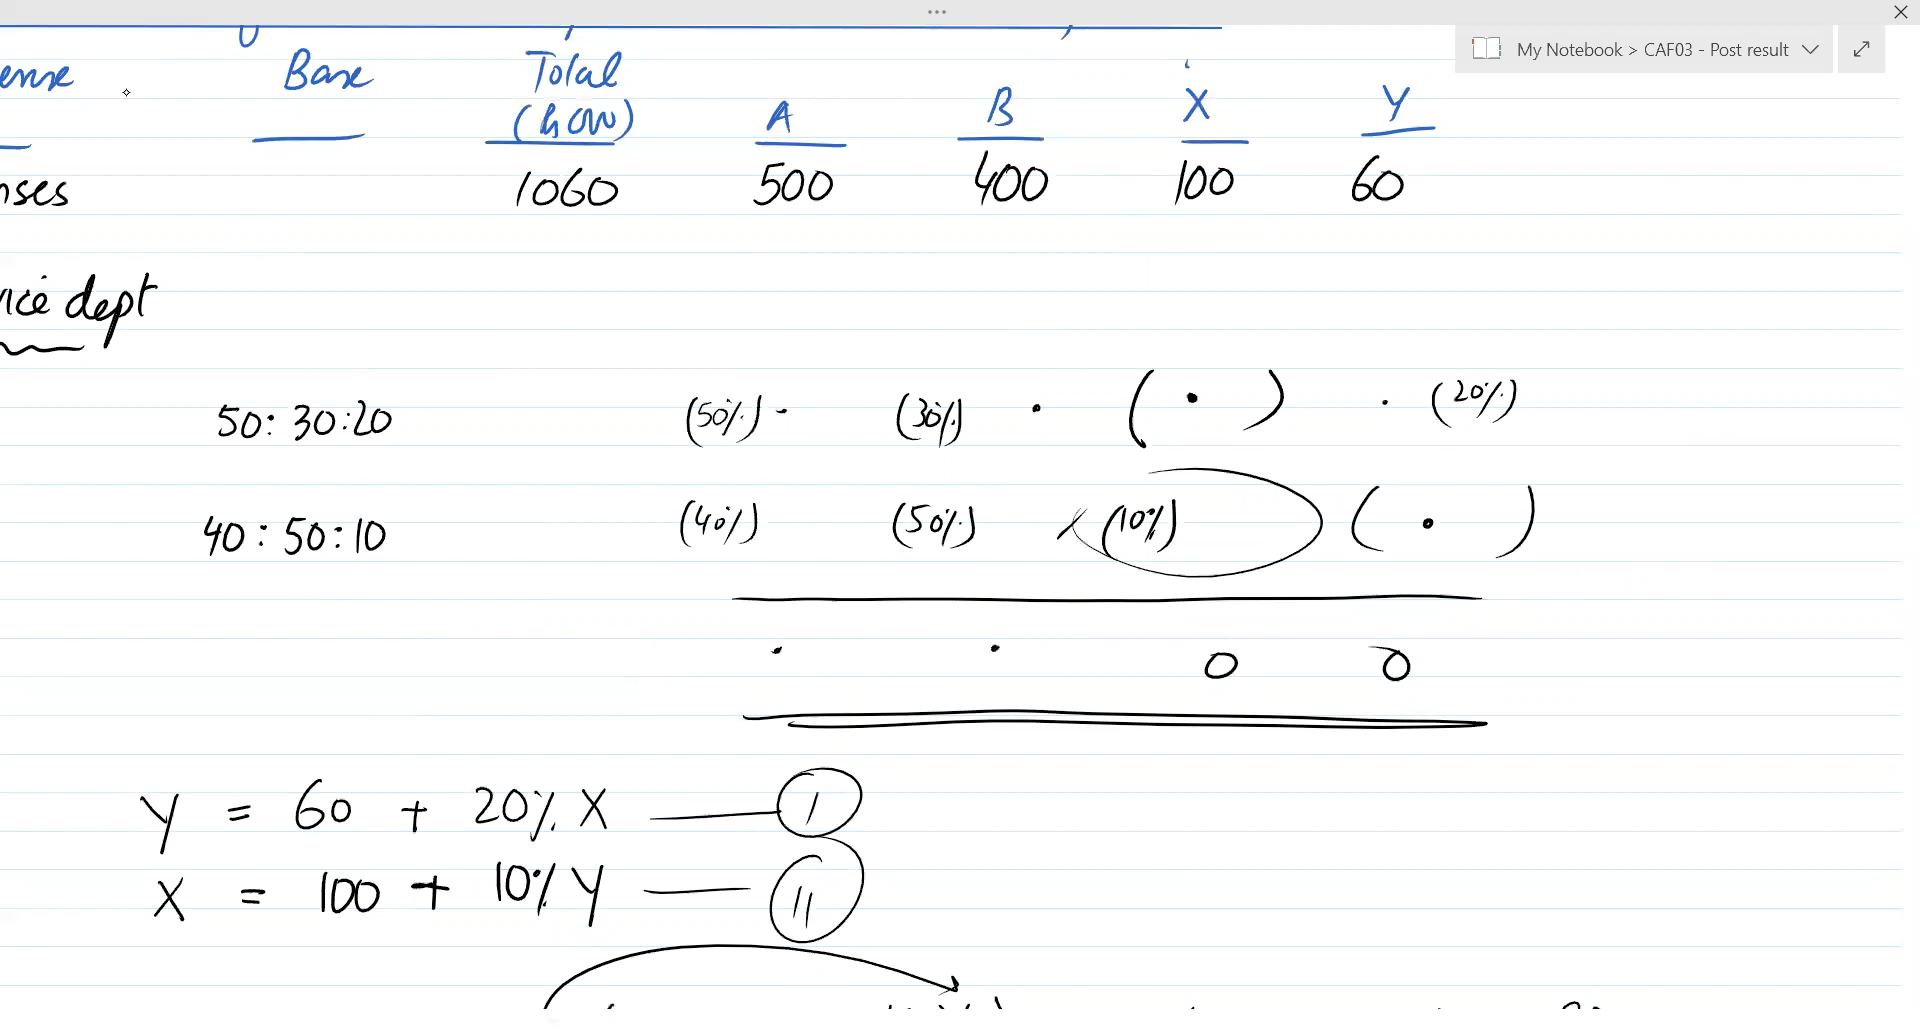 My Notebook > CAF03 - Post result
Base Total A B X Y
(how)
1060 500 400 100 60
dept
50:30:20 (50%) (30%) ( • ) (20%)
40:50:10 (40%) (50%) (10%) ( • )
0 0
Y = 60 + 20% X — I
X = 100 + 10% Y — II